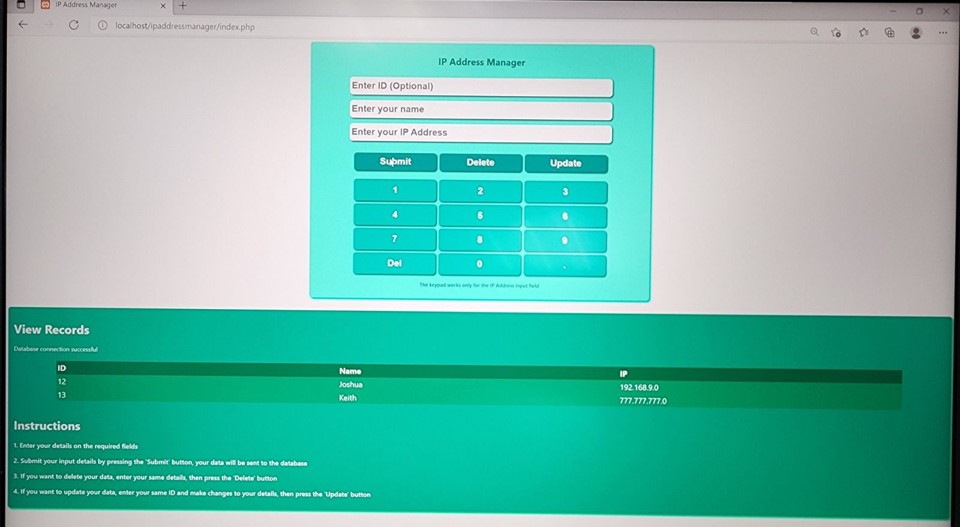 IP Address Manager
localhost/ipaddressmanager/index.php
IP Address Manager
Enter ID (Optional)
Enter your name
Enter your IP Address
Submit Delete Update
1 2 3
4 5 6
7 8 9
Del 0 .
The keypad works only for the IP Address input field
View Records
Database connection successful
ID Name IP
12 Joshua 192.168.9.0
13 Keith 777.777.777.0
Instructions
1. Enter your details on the required fields
2. Submit your input details by pressing the 'Submit' button, your data will be sent to the database
3. If you want to delete your data, enter your same details, then press the 'Delete' button
4. If you want to update your data, enter your same ID and make changes to your details, then press the 'Update' button